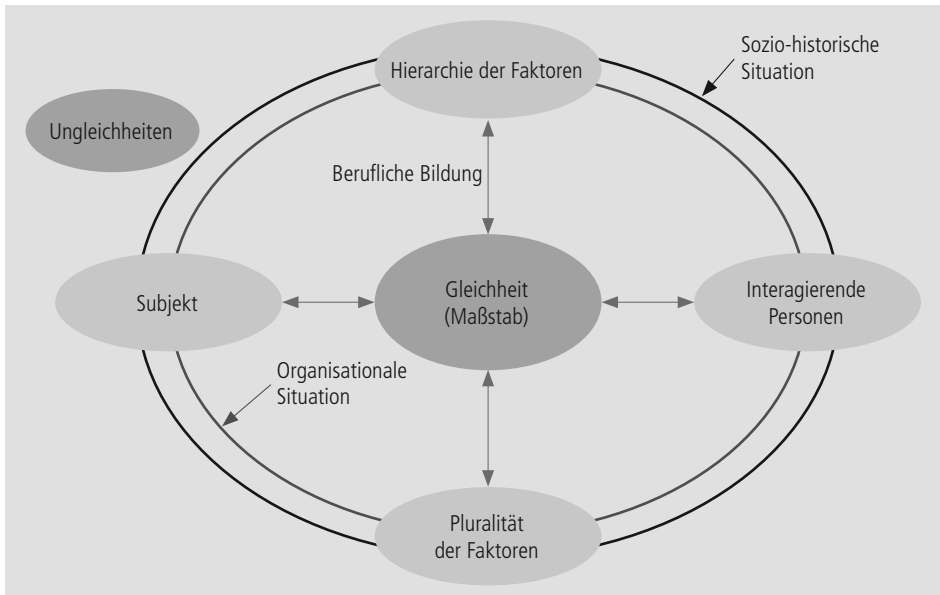 Sozio-historische
Situation
Hierarchie der Faktoren
Ungleichheiten
Berufliche Bildung
Subjekt
Gleichheit
(Maßstab)
Interagierende
Personen
Organisationale
Situation
Pluralität
der Faktoren